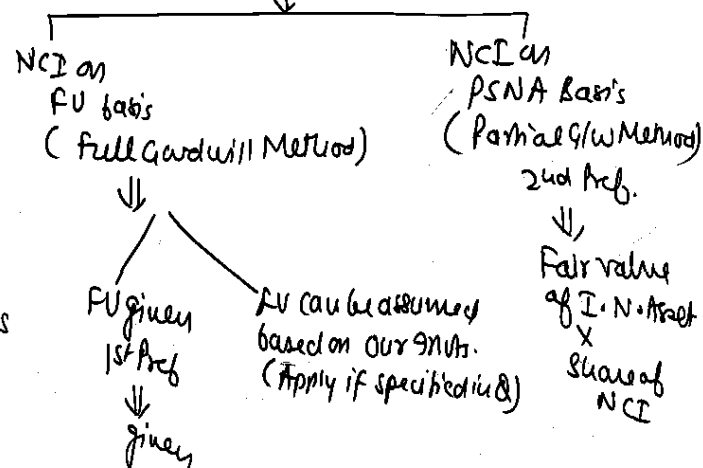 NCI on
FV basis
(Full Goodwill Method)
FV given
1st Pref
given
FV can be assumed
based on our Invts.
(Apply if specified in Q)
NCI on
PSNA Basis
(Partial G/W Method)
2nd Pref.
Fair value
of I.N.Asset
×
Share of
NCI
s